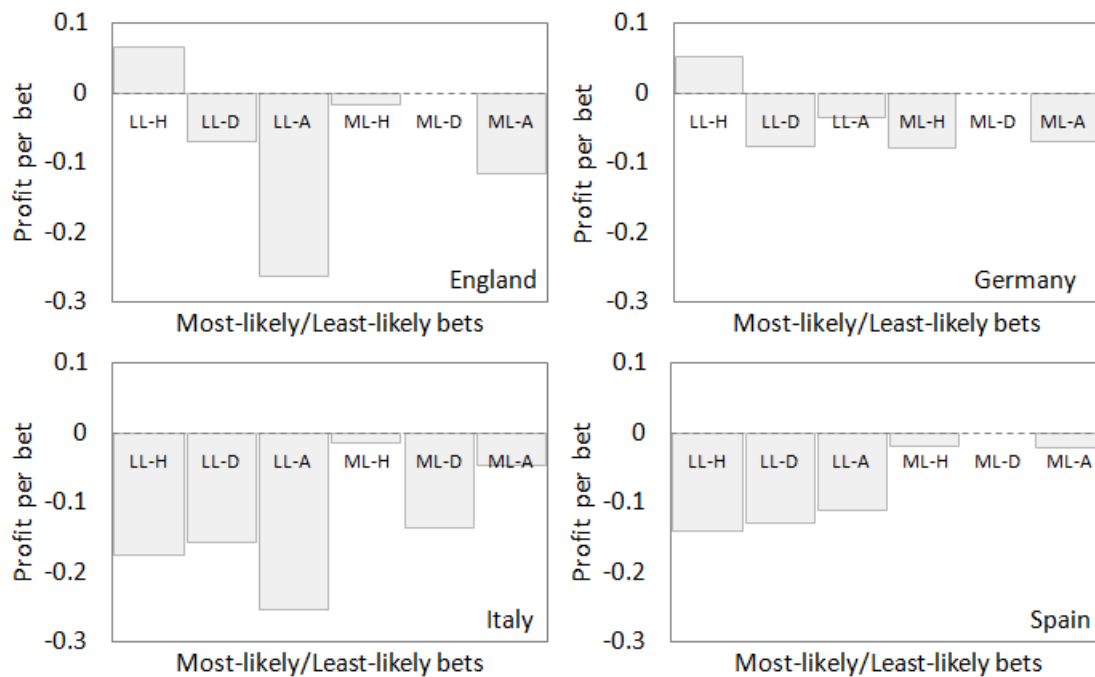 0.1
0
-0.1
-0.2
-0.3
Profit per bet
LL-H LL-D LL-A ML-H ML-D ML-A
England
Most-likely/Least-likely bets
0.1
0
-0.1
-0.2
-0.3
Profit per bet
LL-H LL-D LL-A ML-H ML-D ML-A
Germany
Most-likely/Least-likely bets
0.1
0
-0.1
-0.2
-0.3
Profit per bet
LL-H LL-D LL-A ML-H ML-D ML-A
Italy
Most-likely/Least-likely bets
0.1
0
-0.1
-0.2
-0.3
Profit per bet
LL-H LL-D LL-A ML-H ML-D ML-A
Spain
Most-likely/Least-likely bets